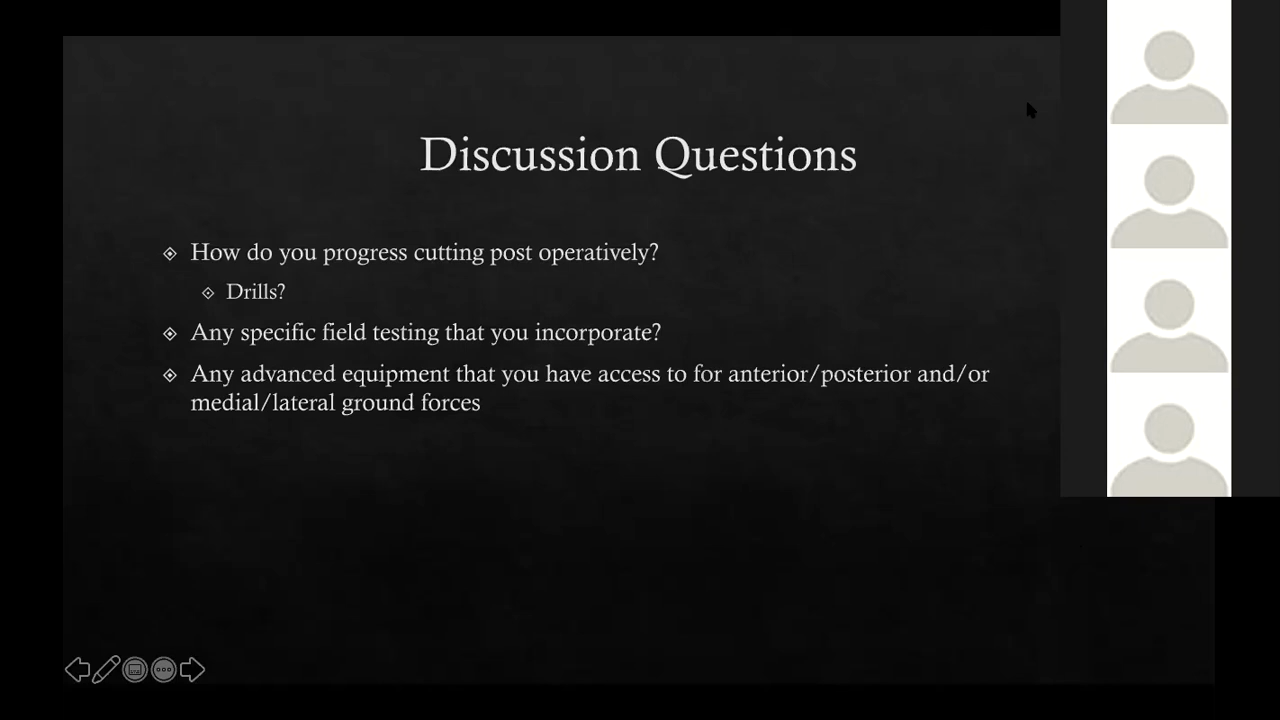 Discussion Questions
How do you progress cutting post operatively?
Drills?
Any specific field testing that you incorporate?
Any advanced equipment that you have access to for anterior/posterior and/or
medial/lateral ground forces